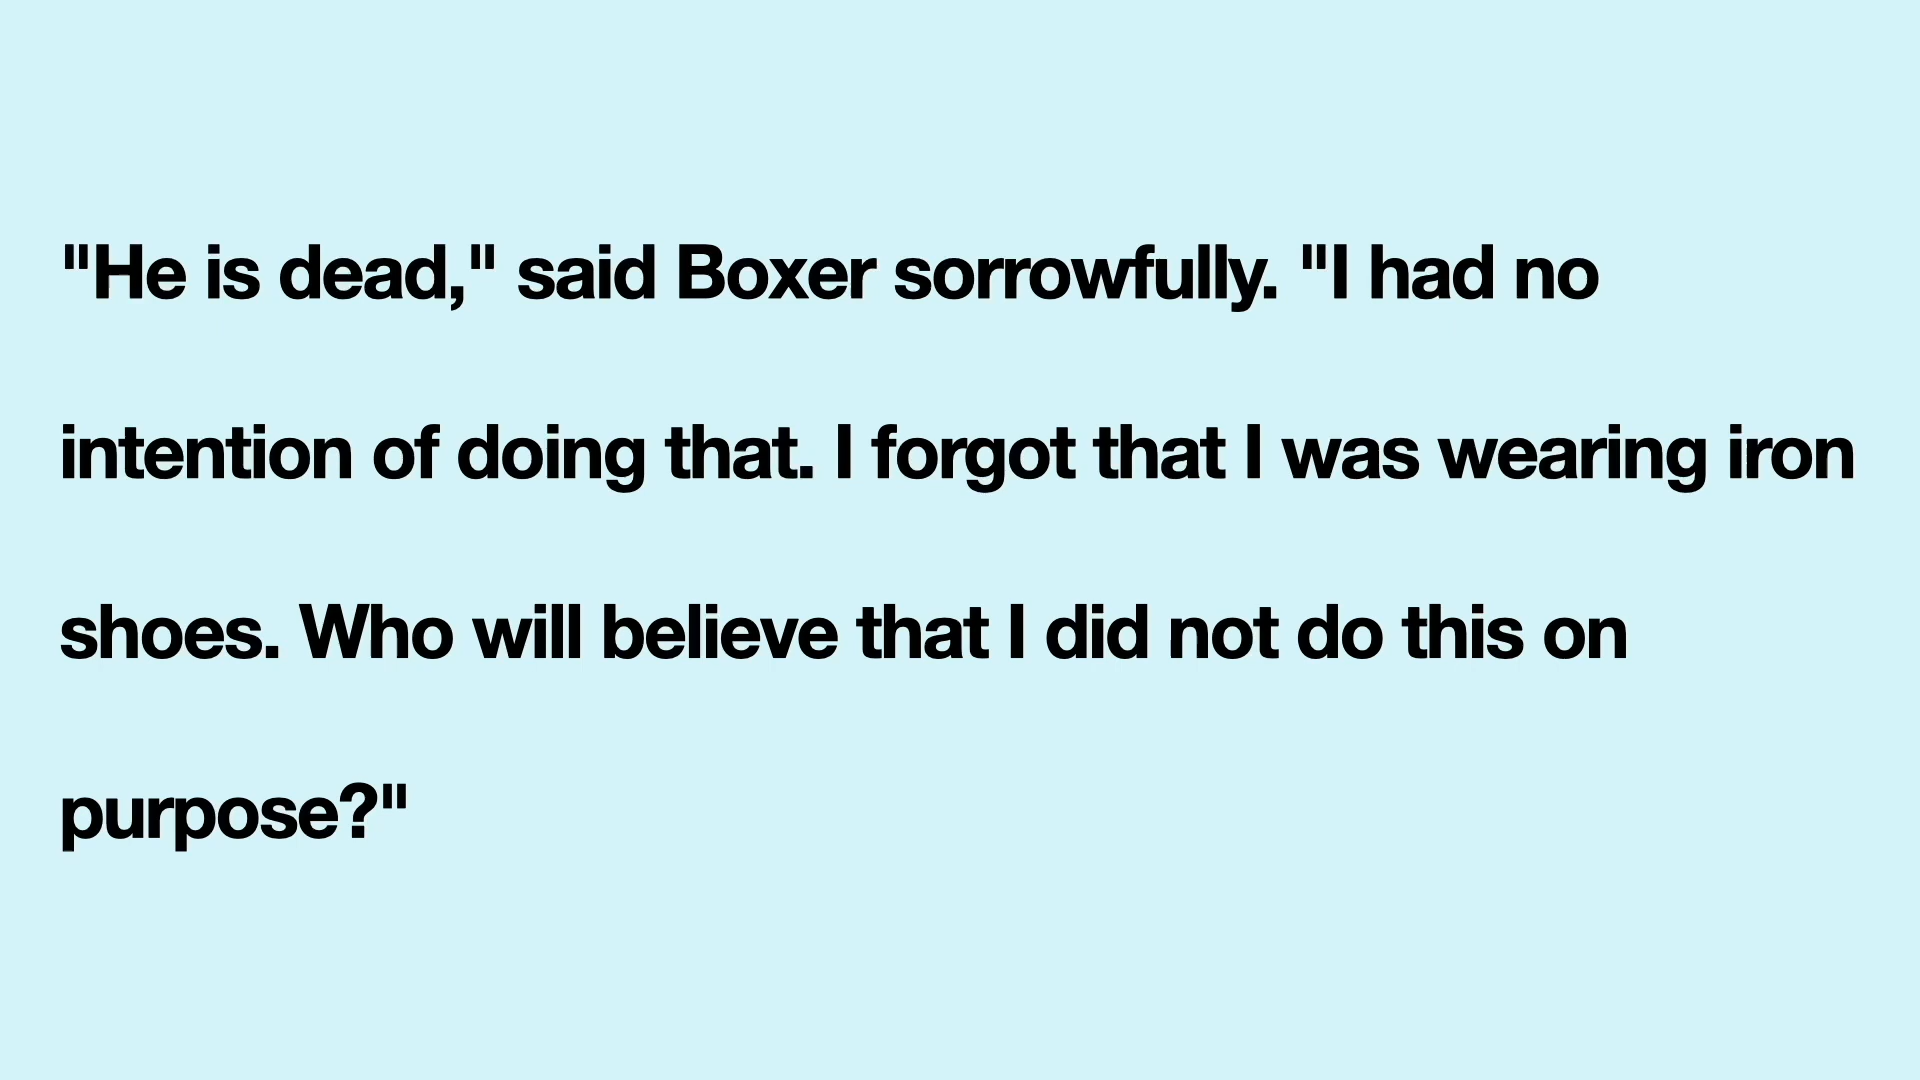 "He is dead," said Boxer sorrowfully. "I had no
intention of doing that. I forgot that I was wearing iron
shoes. Who will believe that I did not do this on
purpose?"